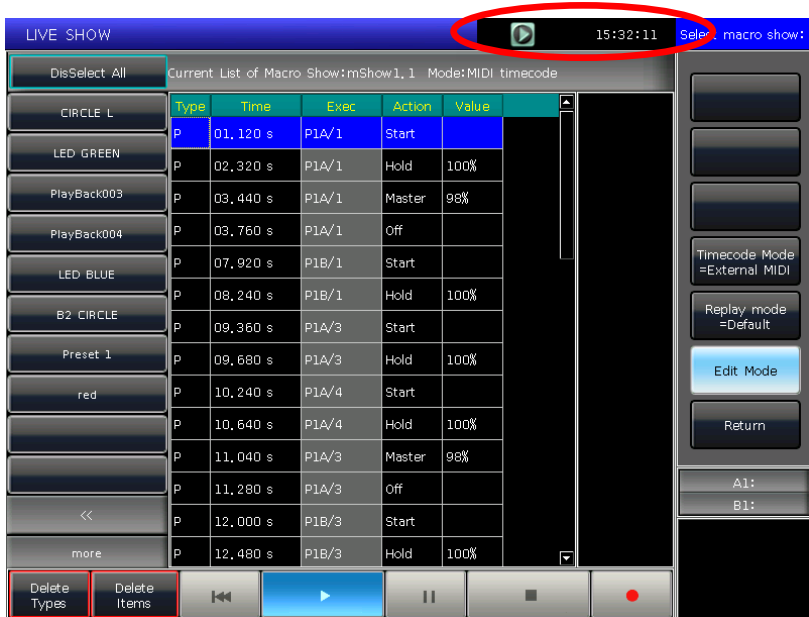 LIVE SHOW
15:32:11
Select macro show:
DisSelect All
Current List of Macro Show:mShow1.1 Mode:MIDI timecode
CIRCLE L
LED GREEN
PlayBack003
PlayBack004
LED BLUE
B2 CIRCLE
Preset 1
red
<<
more
Type Time Exec Action Value
P 01.120 s P1A/1 Start
P 02.320 s P1A/1 Hold 100%
P 03.440 s P1A/1 Master 98%
P 03.760 s P1A/1 Off
P 07.920 s P1B/1 Start
P 08.240 s P1B/1 Hold 100%
P 09.360 s P1A/3 Start
P 09.680 s P1A/3 Hold 100%
P 10.240 s P1A/4 Start
P 10.640 s P1A/4 Hold 100%
P 11.040 s P1A/3 Master 98%
P 11.280 s P1A/3 Off
P 12.000 s P1B/3 Start
P 12.480 s P1B/3 Hold 100%
Timecode Mode
=External MIDI
Replay mode
=Default
Edit Mode
Return
A1:
B1:
Delete
Types
Delete
Items